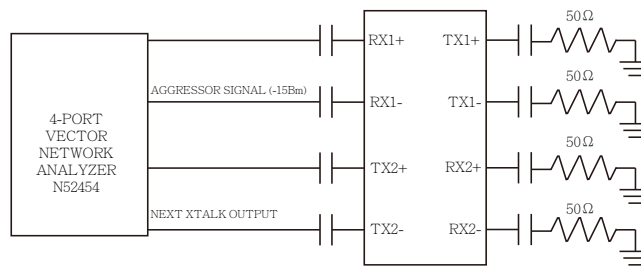 50Ω
RX1+ TX1+
50Ω
AGGRESSOR SIGNAL (-15Bm)
RX1- TX1-
4-PORT
VECTOR
NETWORK
ANALYZER
N52454
50Ω
TX2+ RX2+
50Ω
NEXT XTALK OUTPUT
TX2- RX2-